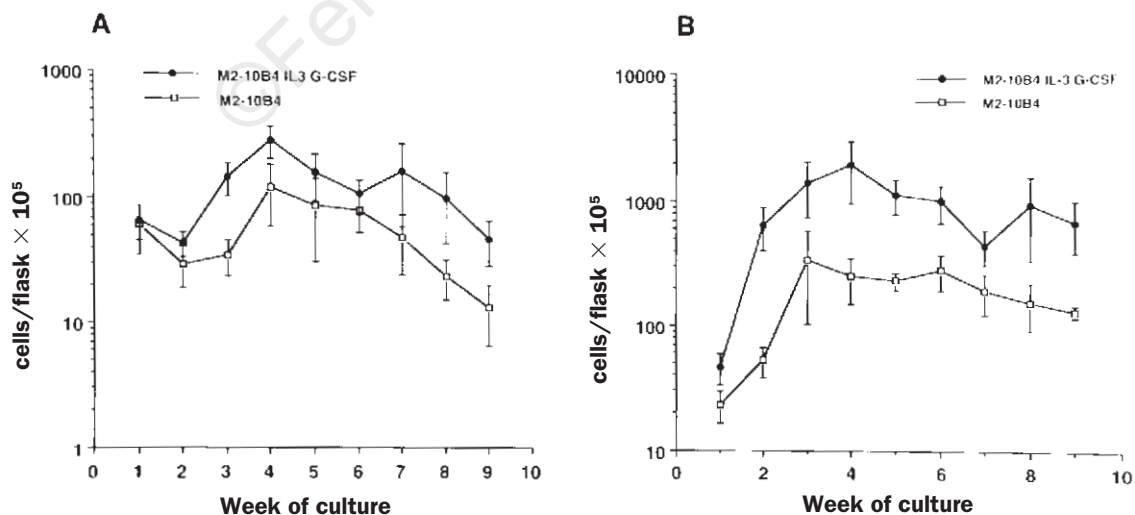 A
1000
100
10
1
cells/flask × 10⁵
M2-10B4 IL3 G-CSF
M2-10B4
0 1 2 3 4 5 6 7 8 9 10
Week of culture
B
10000
1000
100
10
cells/flask × 10⁵
M2-10B4 IL-3 G-CSF
M2-10B4
0 2 4 6 8 10
Week of culture